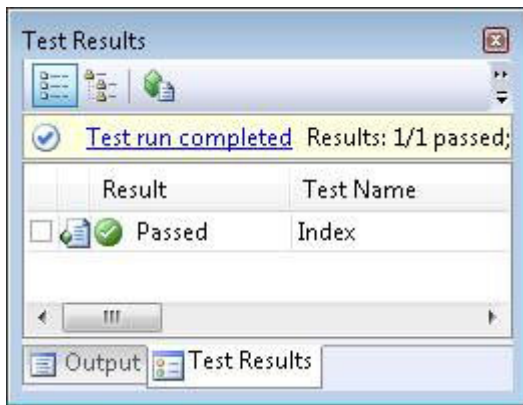 Test Results
Test run completed Results: 1/1 passed;
Result Test Name
Passed Index
Output Test Results